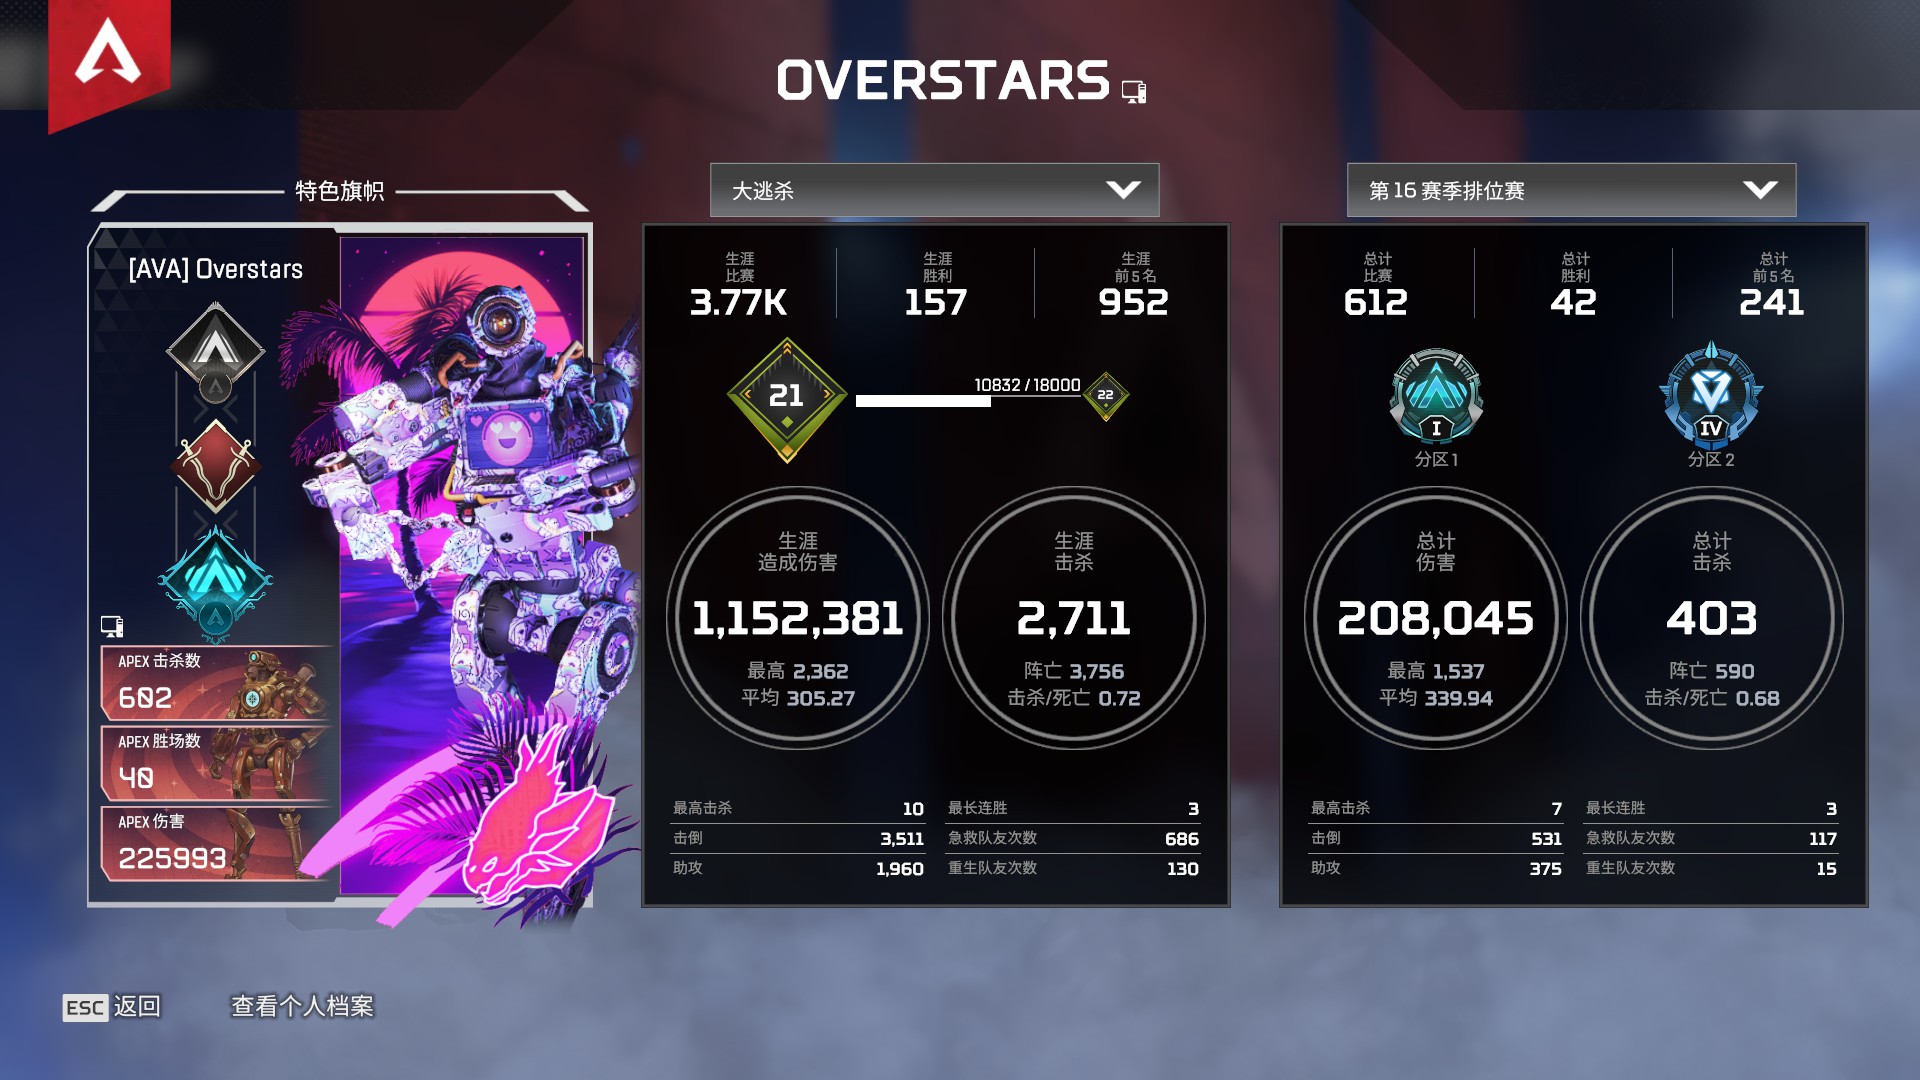 OVERSTARS
特色旗帜
[AVA] Overstars
APEX 击杀数
602
APEX 胜场数
40
APEX 伤害
225993
大逃杀
生涯
比赛
3.77K
生涯
胜利
157
生涯
前5名
952
21
10832 / 18000
22
生涯
造成伤害
1,152,381
最高 2,362
平均 305.27
生涯
击杀
2,711
阵亡 3,756
击杀/死亡 0.72
最高击杀 10
击倒 3,511
助攻 1,960
最长连胜 3
急救队友次数 686
重生队友次数 130
第16赛季排位赛
总计
比赛
612
总计
胜利
42
总计
前5名
241
I
分区1
IV
分区2
总计
伤害
208,045
最高 1,537
平均 339.94
总计
击杀
403
阵亡 590
击杀/死亡 0.68
最高击杀 7
击倒 531
助攻 375
最长连胜 3
急救队友次数 117
重生队友次数 15
ESC 返回
查看个人档案